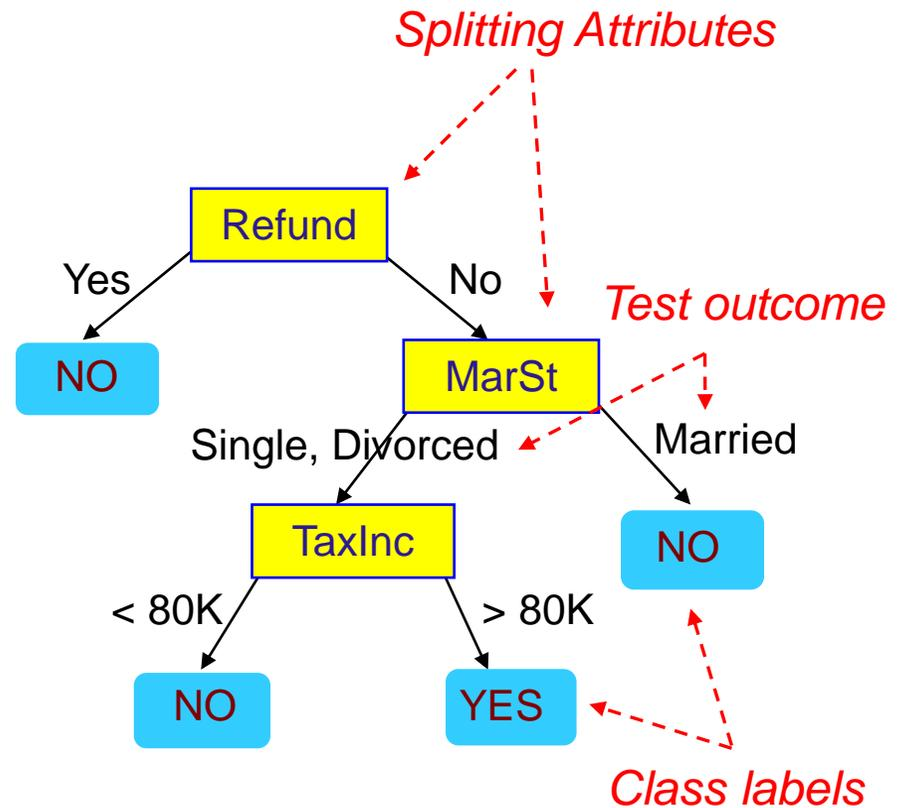 Splitting Attributes
Refund
Yes
No
Test outcome
NO
MarSt
Single, Divorced
Married
TaxInc
NO
< 80K
> 80K
NO
YES
Class labels